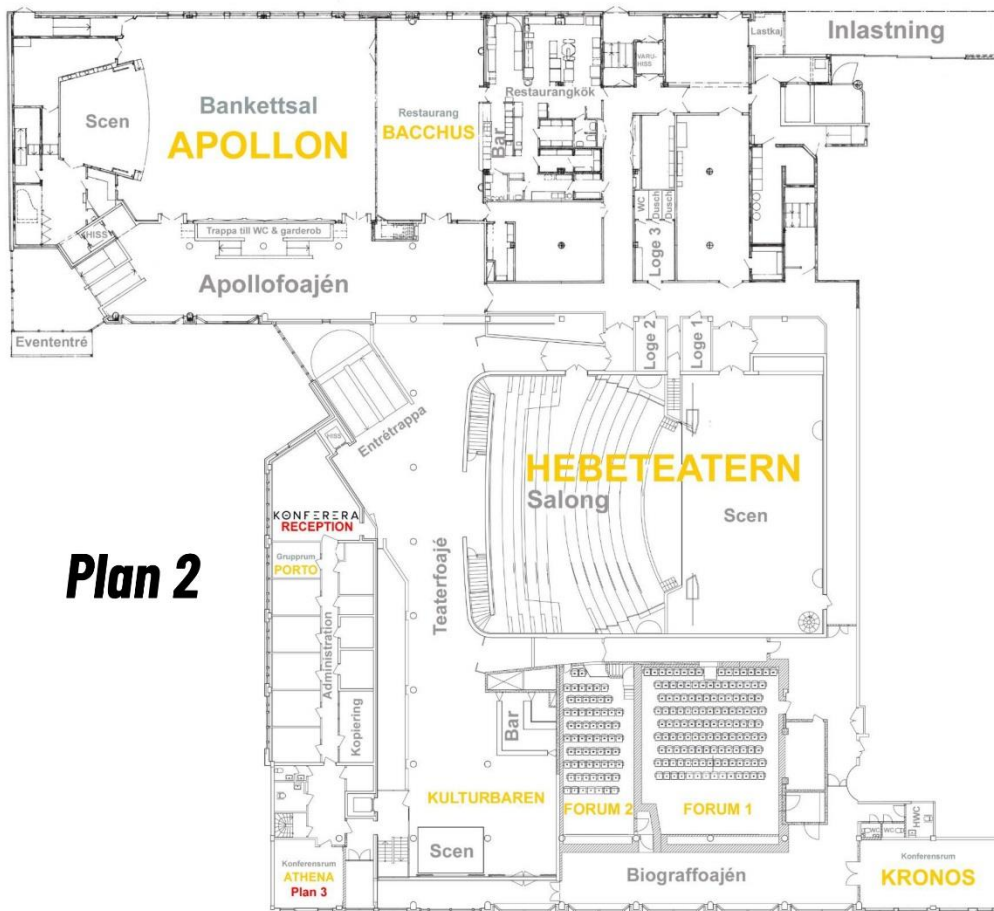 Lastkaj
Inlastning
VARU-
HISS
Restaurangkök
Bankettsal
APOLLON
Scen
Restaurang
BACCHUS
Bar
WC
Dusch
Dusch
Loge 3
HISS
Trappa till WC & garderob
Apollofoajén
Evententré
Loge 2
Loge 1
Entrétrappa
HISS
HEBETEATERN
Salong
Scen
KONFERERA
RECEPTION
Plan 2
Grupprum
PORTO
Teaterfoajé
Administration
Kopiering
Bar
KULTURBAREN
FORUM 2
FORUM 1
Scen
HWC
WC
WC
Biograffoajén
Konferensrum
ATHENA
Plan 3
Konferensrum
KRONOS